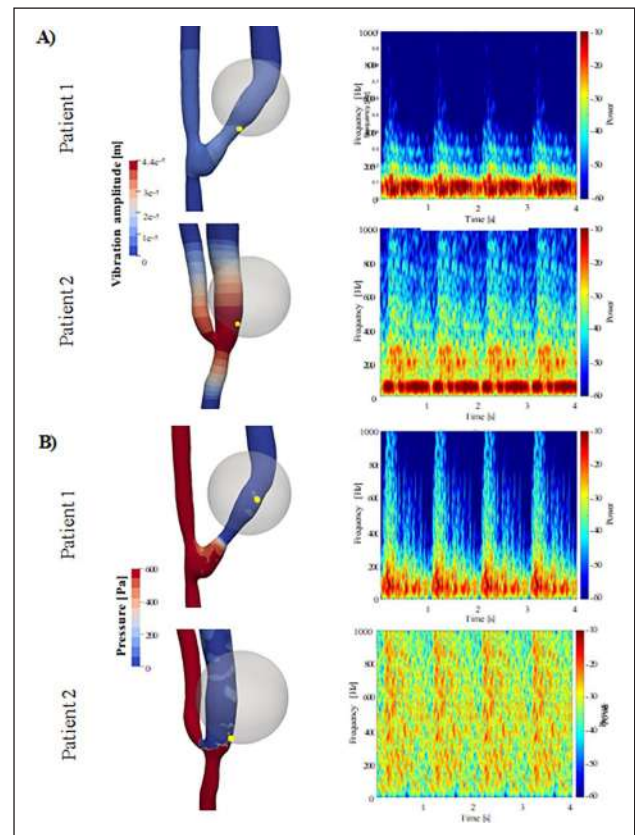 A)
Patient 1
Vibration amplitude [m]
4.4e⁻⁵
3e⁻⁵
1e⁻⁵
0
Patient 2
Frequency [Hz]
1000
800
600
400
200
0
1 2 3 4
Time [s]
-10
-20
-30
-40
-50
-60
Power
Frequency [Hz]
1000
800
600
400
200
0
1 2 3 4
Time [s]
-10
-20
-30
-40
-50
-60
Power
B)
Patient 1
Pressure [Pa]
600
400
200
0
Patient 2
Frequency [Hz]
1000
800
600
400
200
0
1 2 3 4
Time [s]
-10
-20
-30
-40
-50
-60
Power
Frequency [Hz]
1000
800
600
400
200
0
1 2 3 4
Time [s]
-10
-20
-30
-40
-50
-60